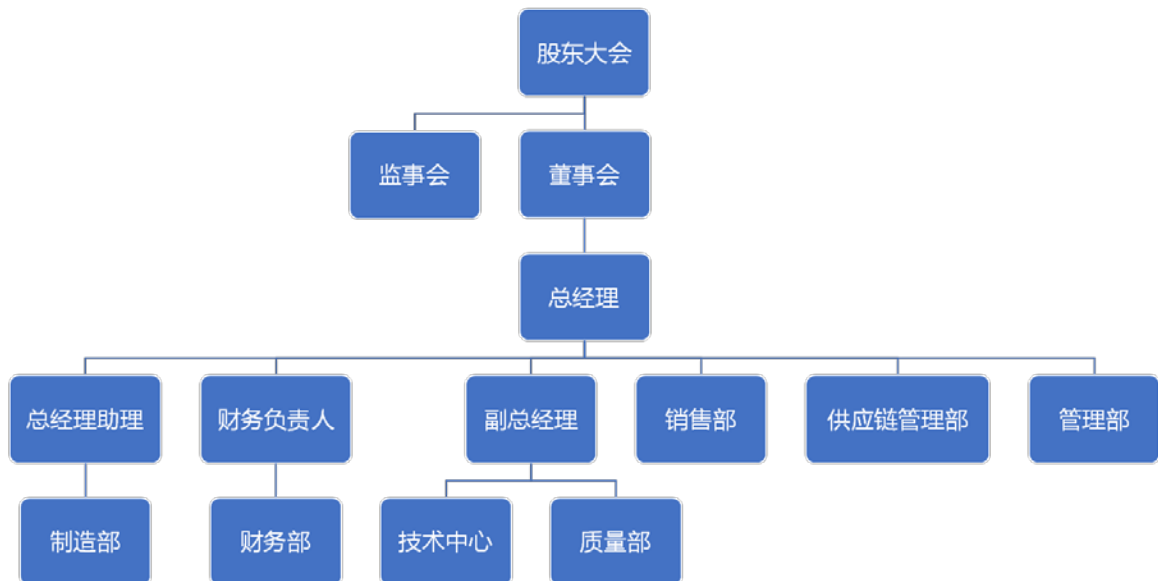 股东大会
监事会
董事会
总经理
总经理助理
财务负责人
副总经理
销售部
供应链管理部
管理部
制造部
财务部
技术中心
质量部